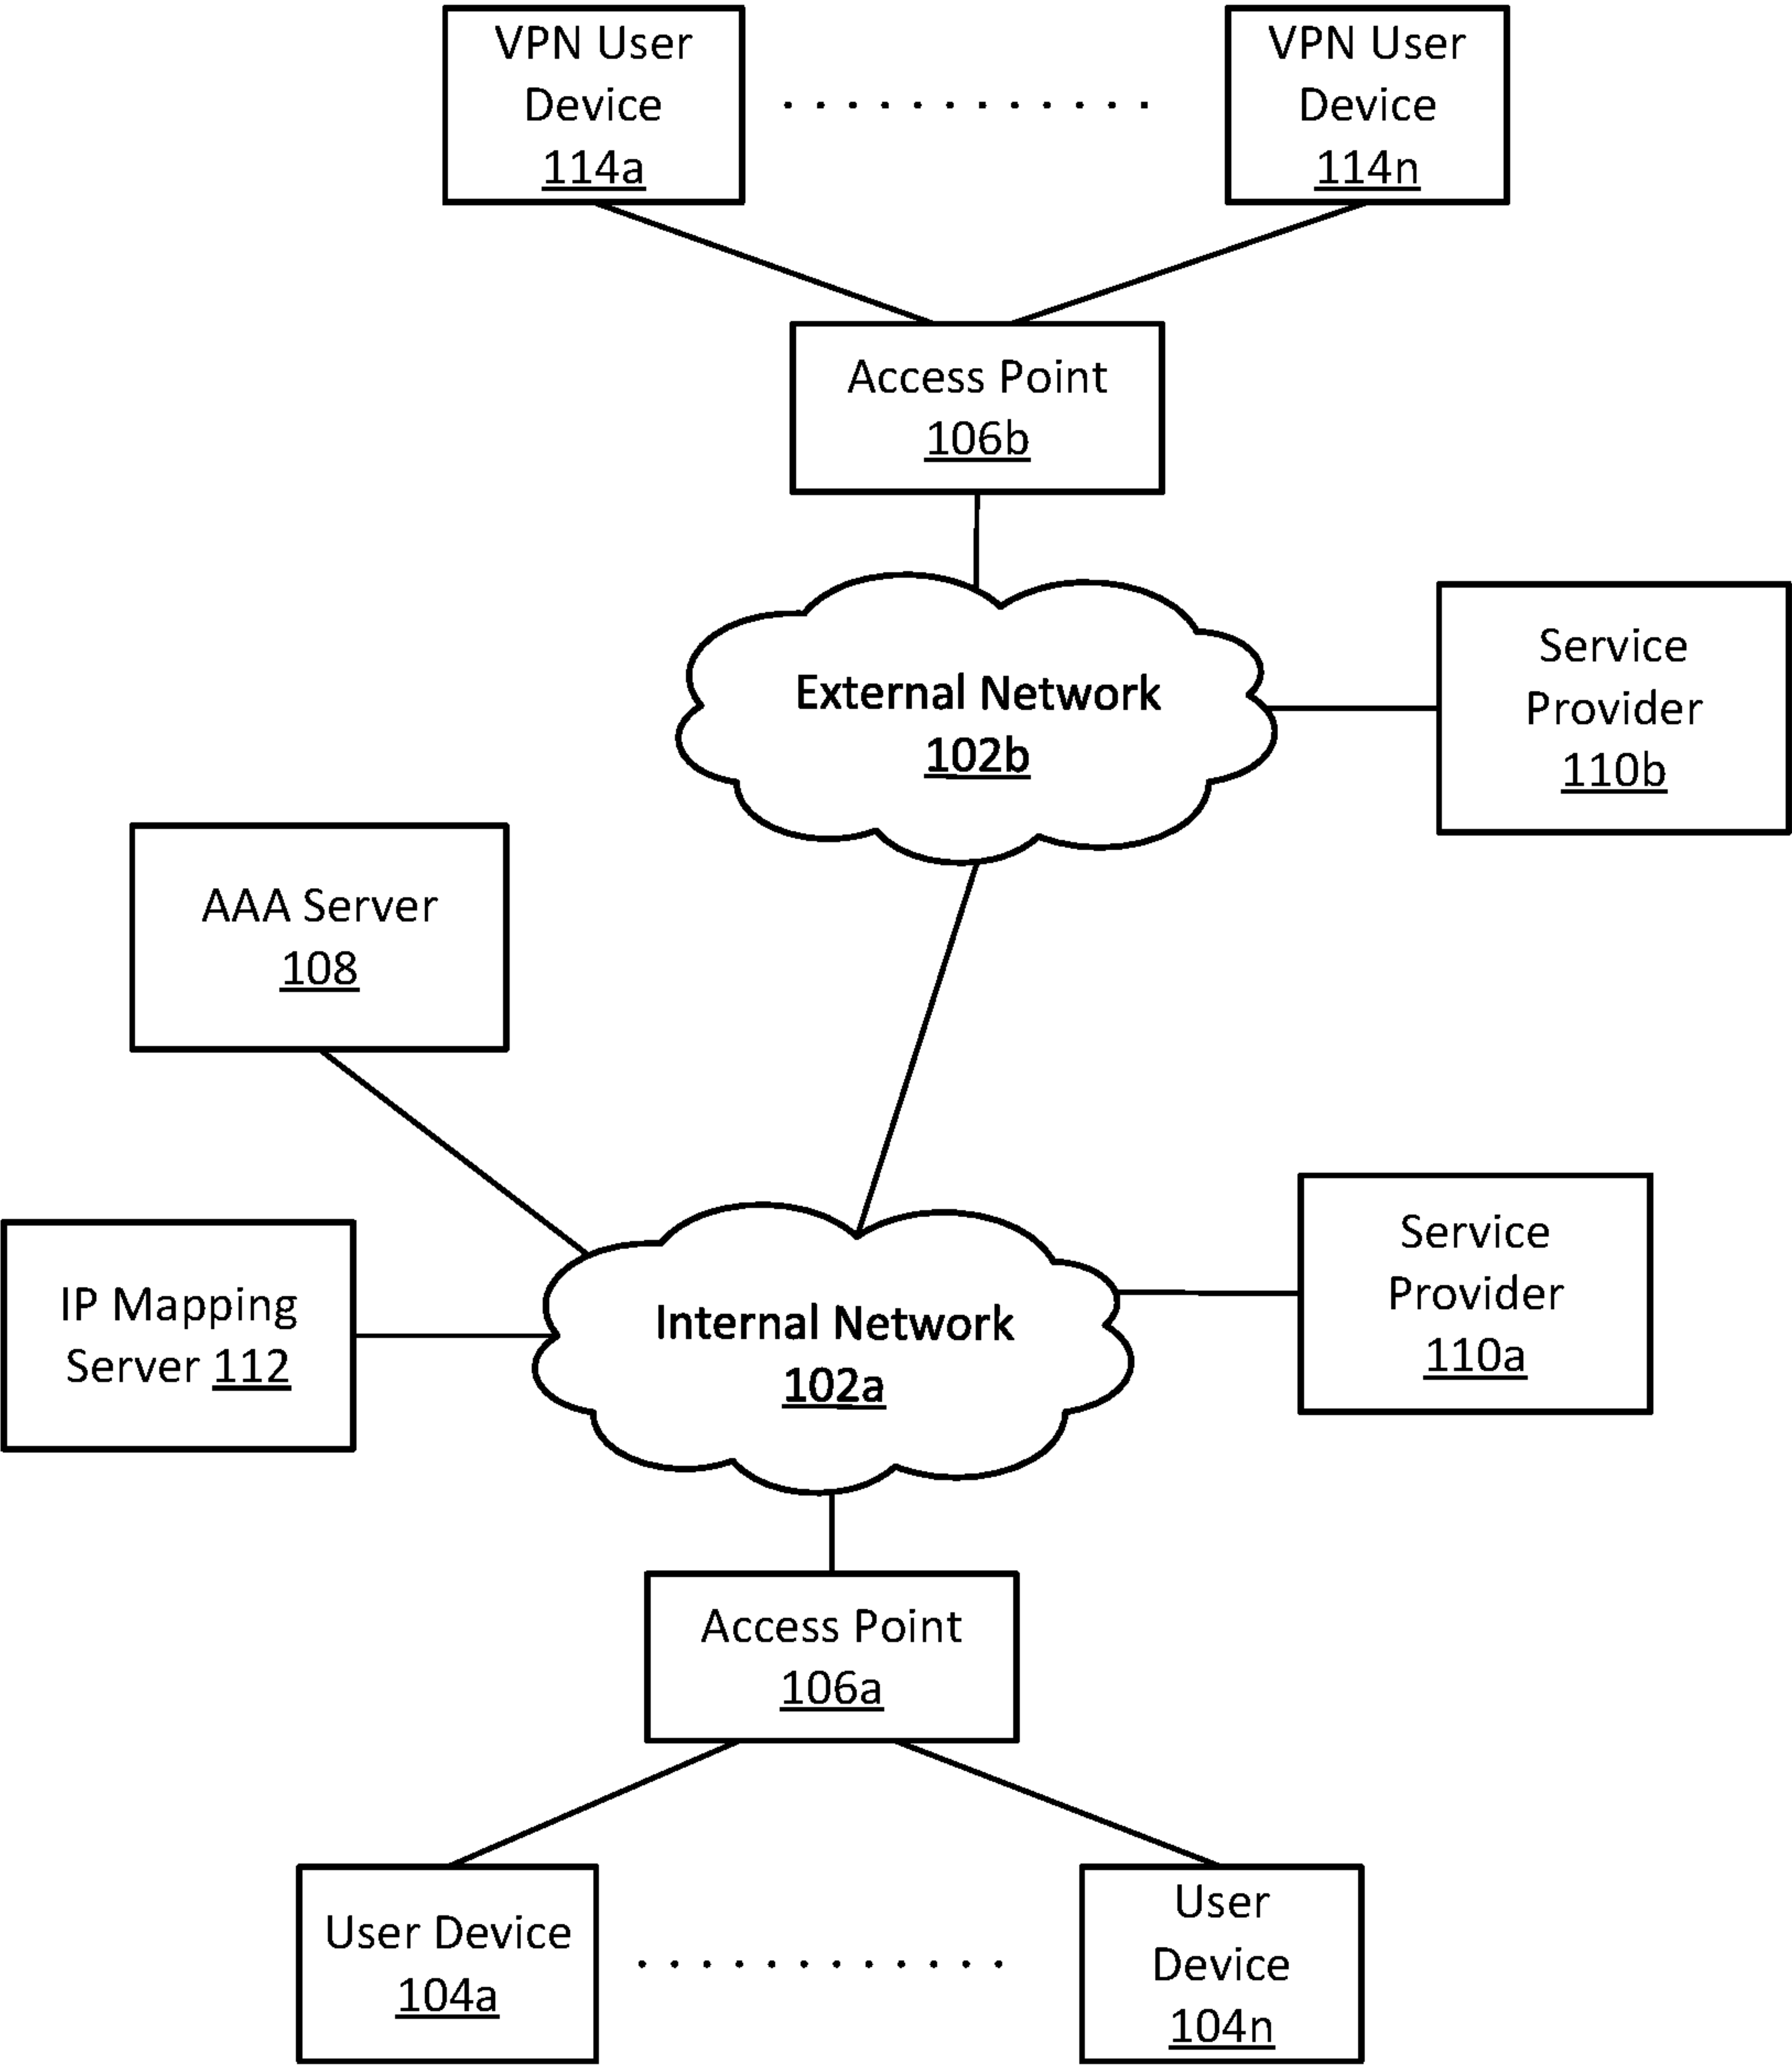 VPN User
Device
114a
VPN User
Device
114n
Access Point
106b
External Network
102b
Service
Provider
110b
AAA Server
108
IP Mapping
Server 112
Internal Network
102a
Service
Provider
110a
Access Point
106a
User Device
104a
User
Device
104n